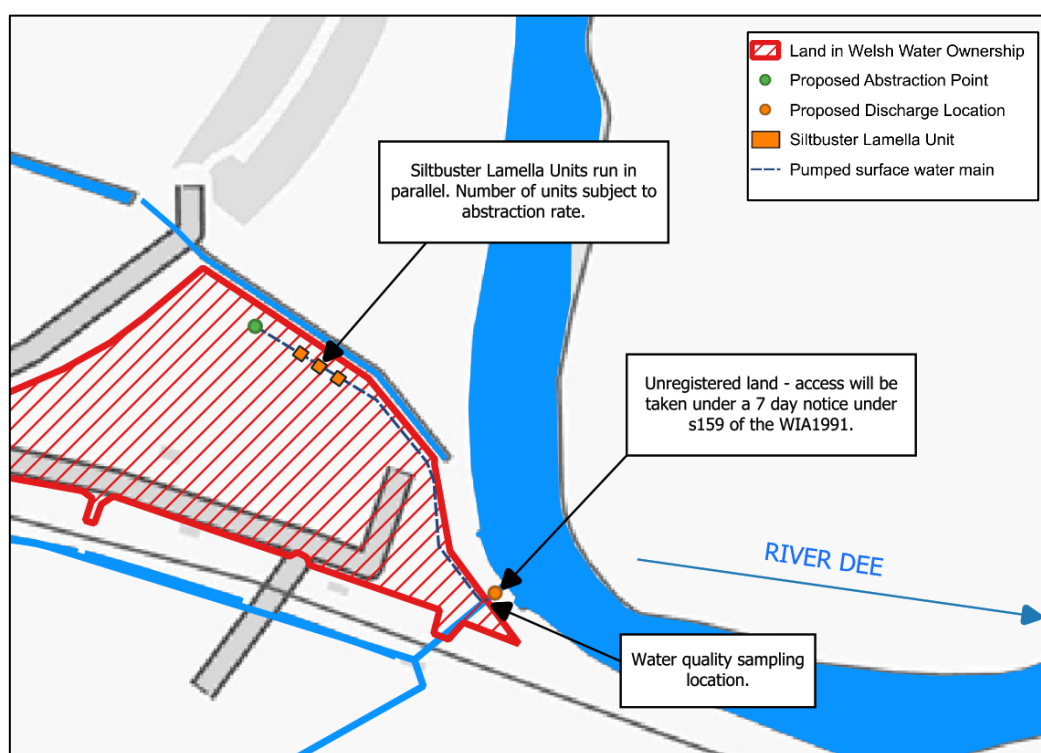 Land in Welsh Water Ownership
Proposed Abstraction Point
Proposed Discharge Location
Siltbuster Lamella Unit
Pumped surface water main
Siltbuster Lamella Units run in
parallel. Number of units subject to
abstraction rate.
Unregistered land - access will be
taken under a 7 day notice under
s159 of the WIA1991.
RIVER DEE
Water quality sampling
location.